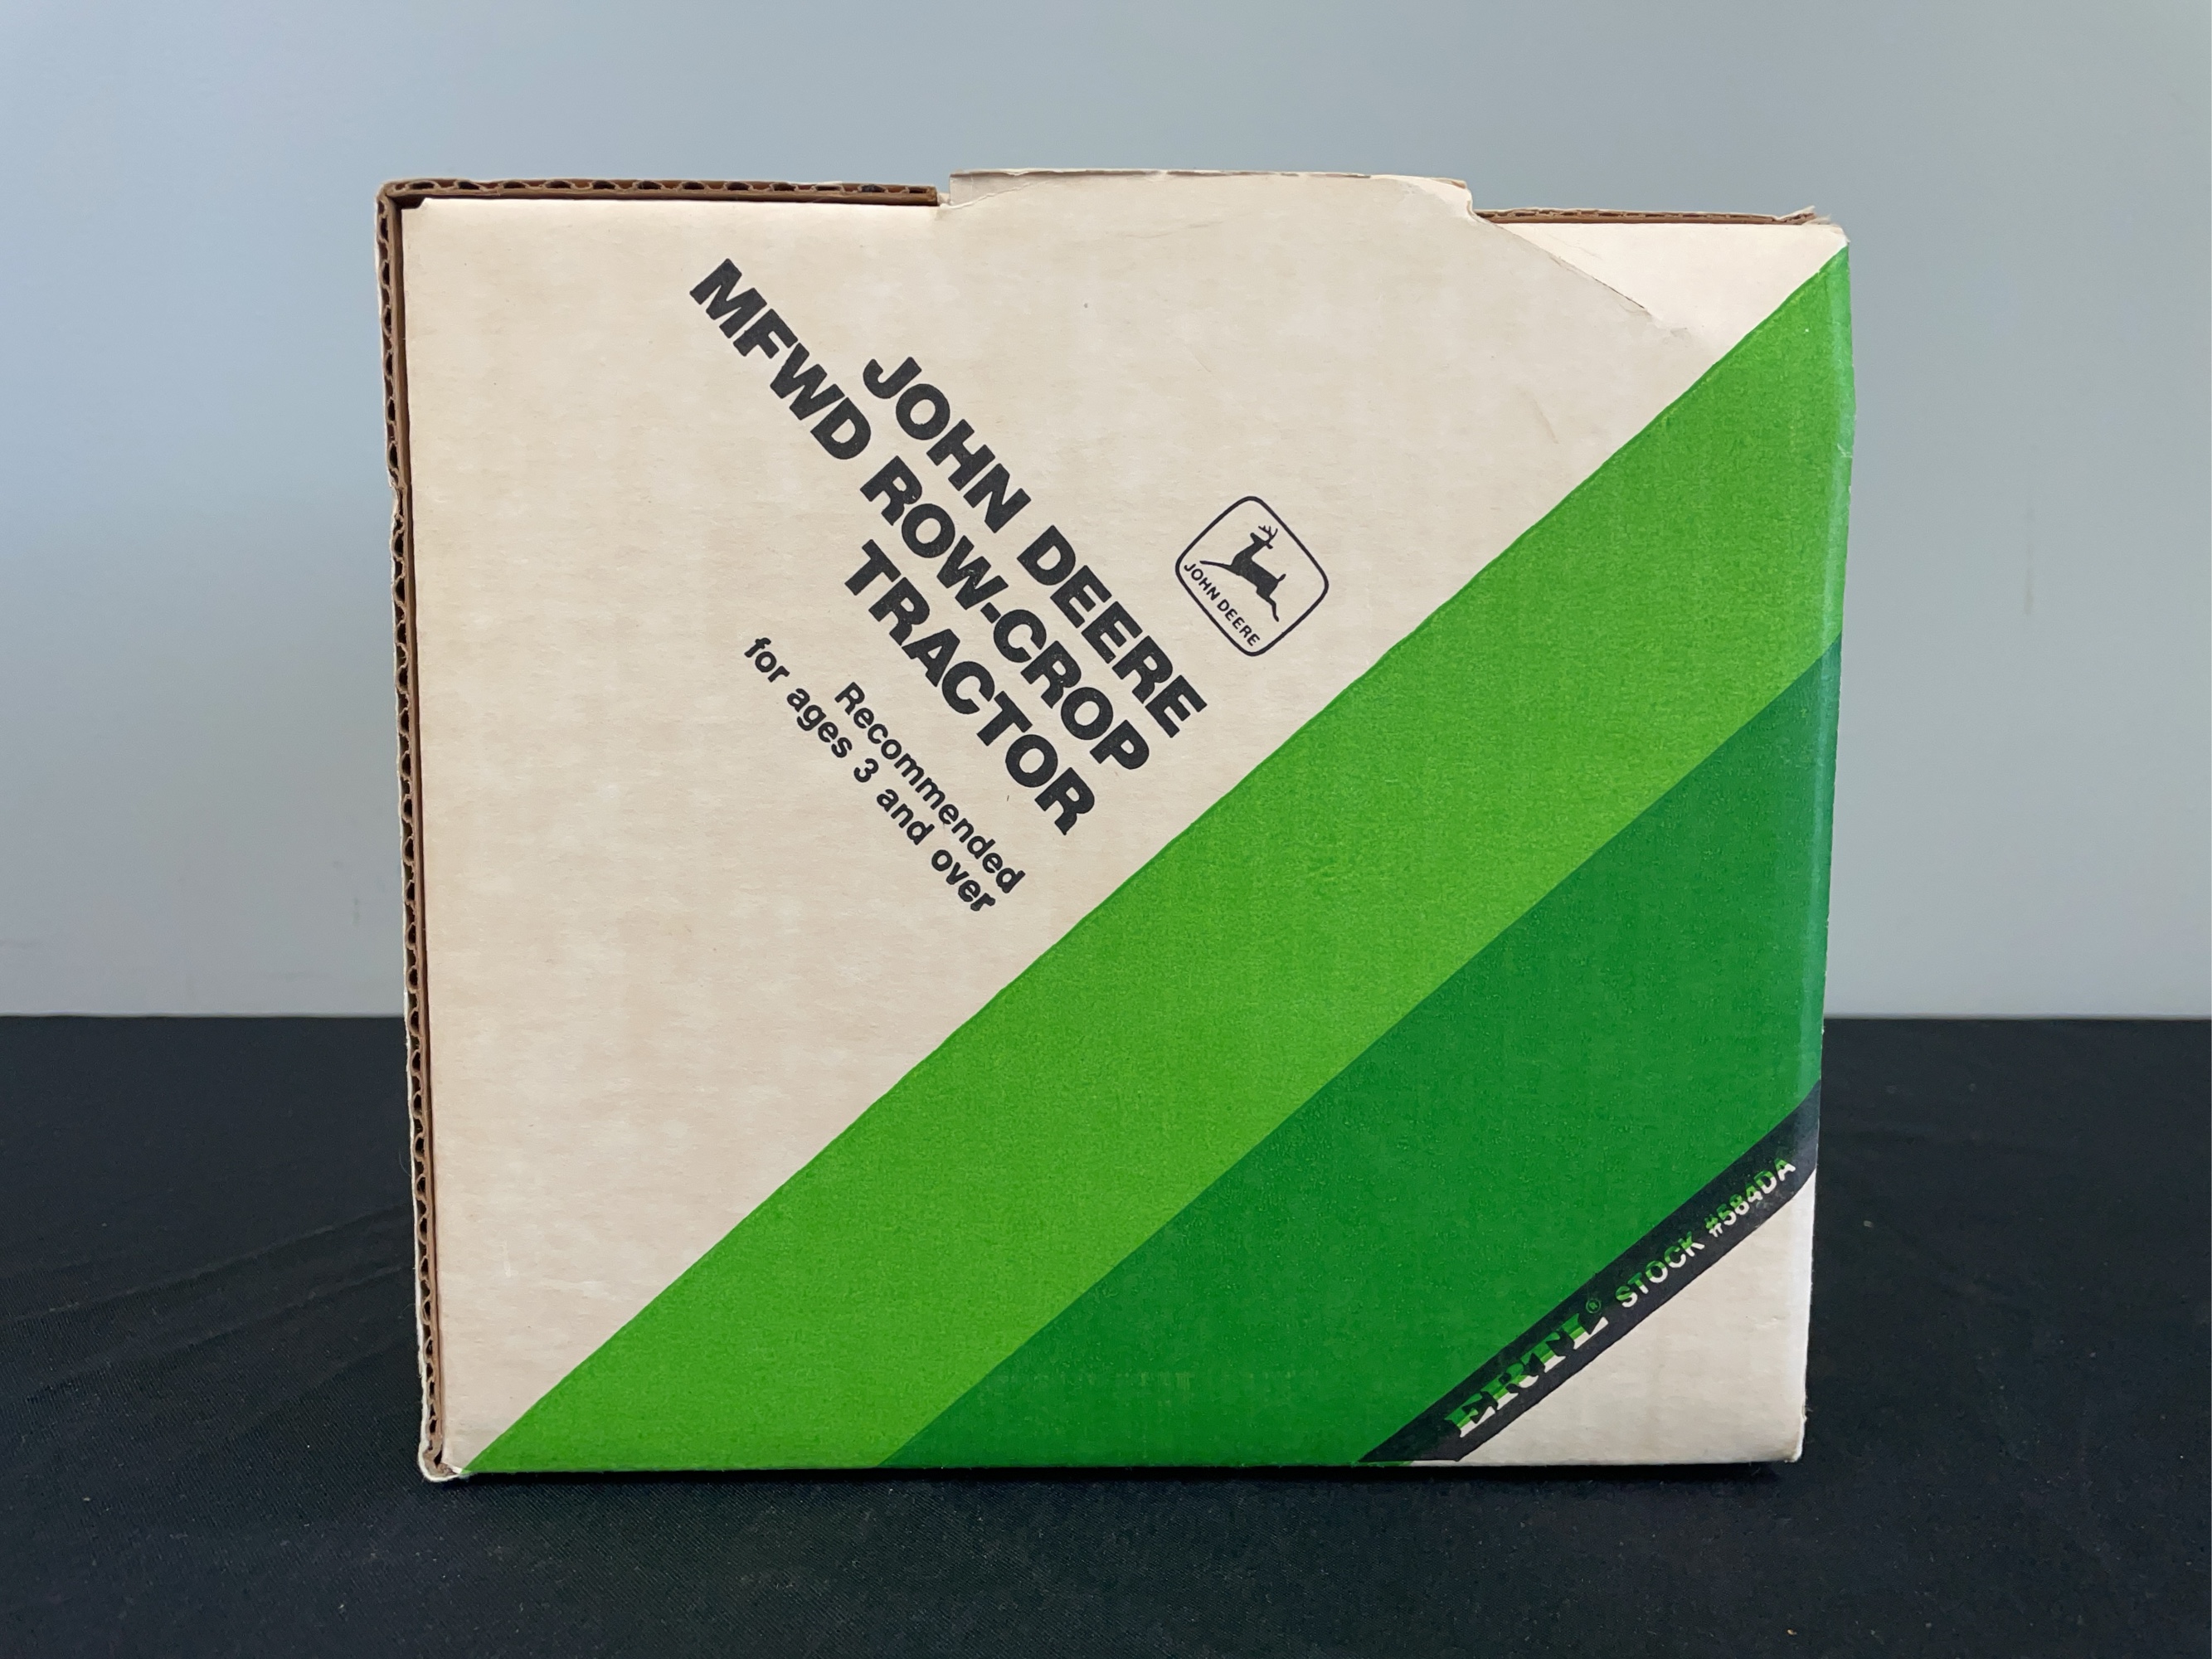 JOHN DEERE
JOHN DEERE
MFWD ROW-CROP
TRACTOR
Recommended
for ages 3 and over
ERTL® STOCK #584DA